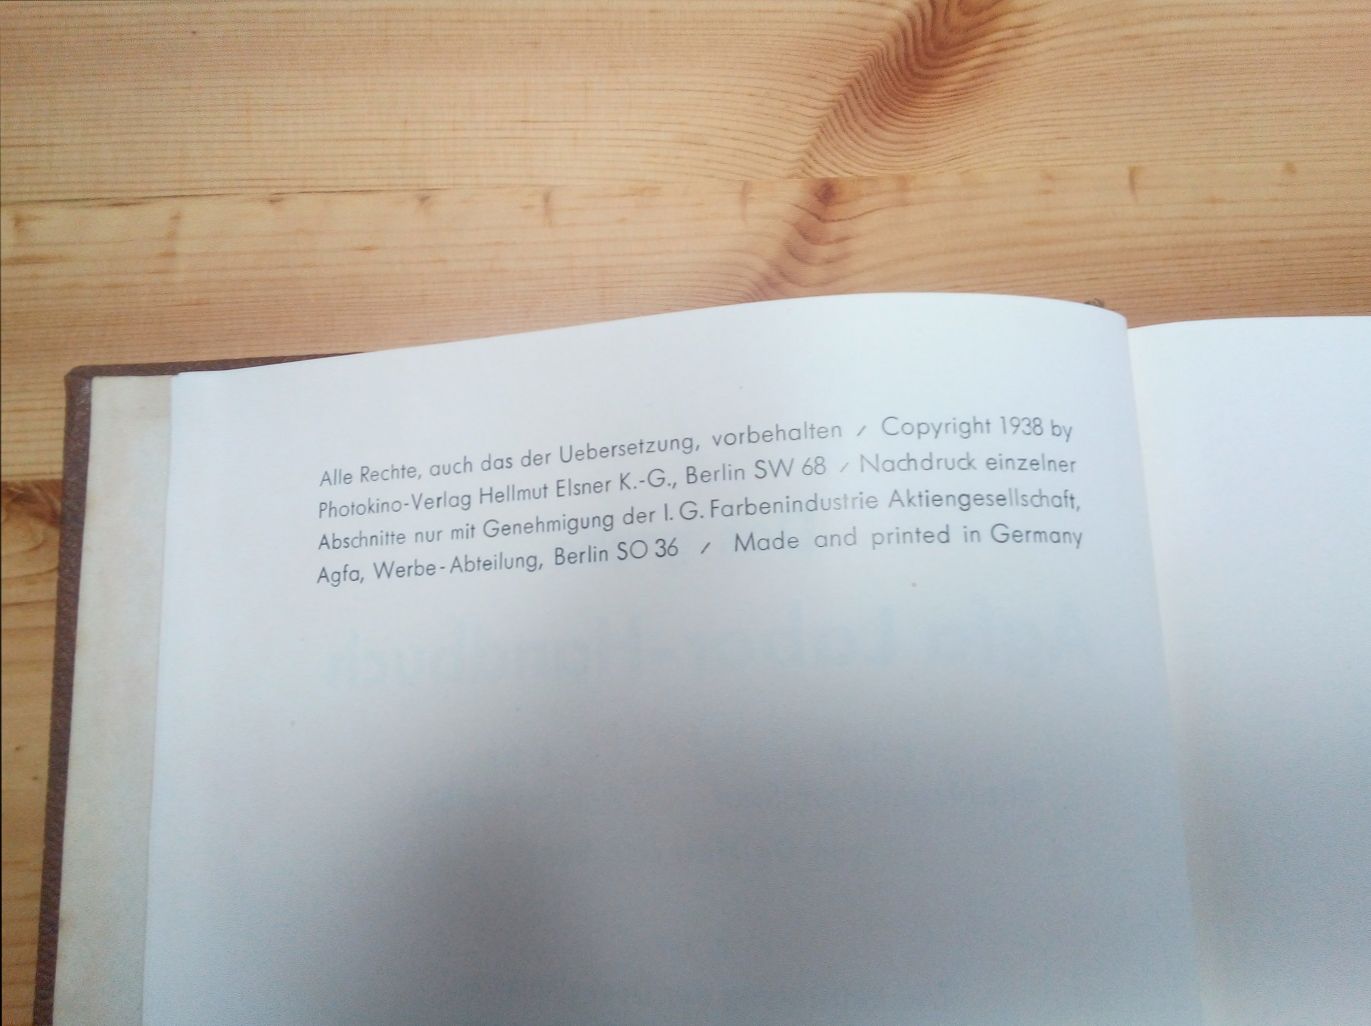 Alle Rechte, auch das der Uebersetzung, vorbehalten / Copyright 1938 by
Photokino-Verlag Hellmut Elsner K.-G., Berlin SW 68 / Nachdruck einzelner
Abschnitte nur mit Genehmigung der I. G. Farbenindustrie Aktiengesellschaft,
Agfa, Werbe-Abteilung, Berlin SO 36 / Made and printed in Germany